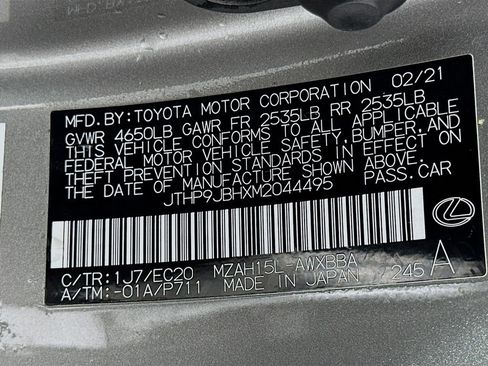 MFD.BY:TOYOTA MOTOR CORPORATION 02/21
GVWR 4650LB GAWR FR 2535LB RR 2535LB
THIS VEHICLE CONFORMS TO ALL APPLICABLE
FEDERAL MOTOR VEHICLE SAFETY,BUMPER,AND
THEFT PREVENTION STANDARDS IN EFFECT ON
THE DATE OF MANUFACTURE SHOWN ABOVE.
JTHP9JBHXM2044495 PASS.CAR
C/TR:1J7/EC20 MZAH15L-AWXBBA
A/TM:-01A/P711 MADE IN JAPAN 245 A